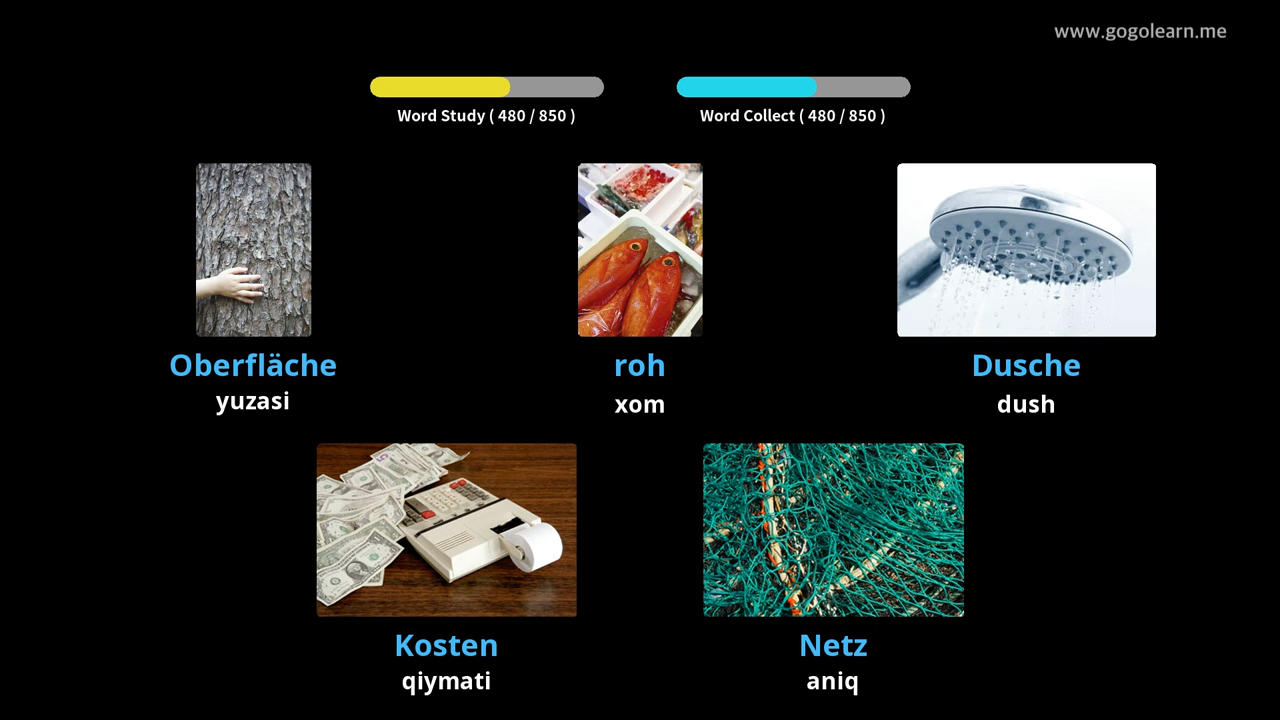 www.gogolearn.me
Word Study ( 480 / 850 )
Word Collect ( 480 / 850 )
Oberfläche
yuzasi
roh
xom
Dusche
dush
Kosten
qiymati
Netz
aniq